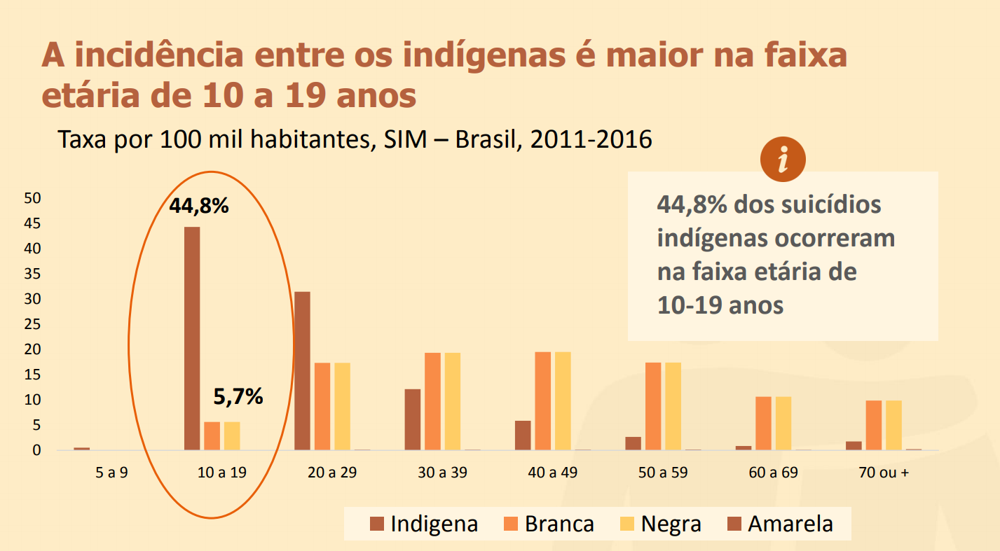 A incidência entre os indígenas é maior na faixa
etária de 10 a 19 anos
Taxa por 100 mil habitantes, SIM – Brasil, 2011-2016
i
44,8% dos suicídios
indígenas ocorreram
na faixa etária de
10-19 anos
50
45
40
35
30
25
20
15
10
5
0
44,8%
5,7%
5 a 9
10 a 19
20 a 29
30 a 39
40 a 49
50 a 59
60 a 69
70 ou +
Indigena
Branca
Negra
Amarela